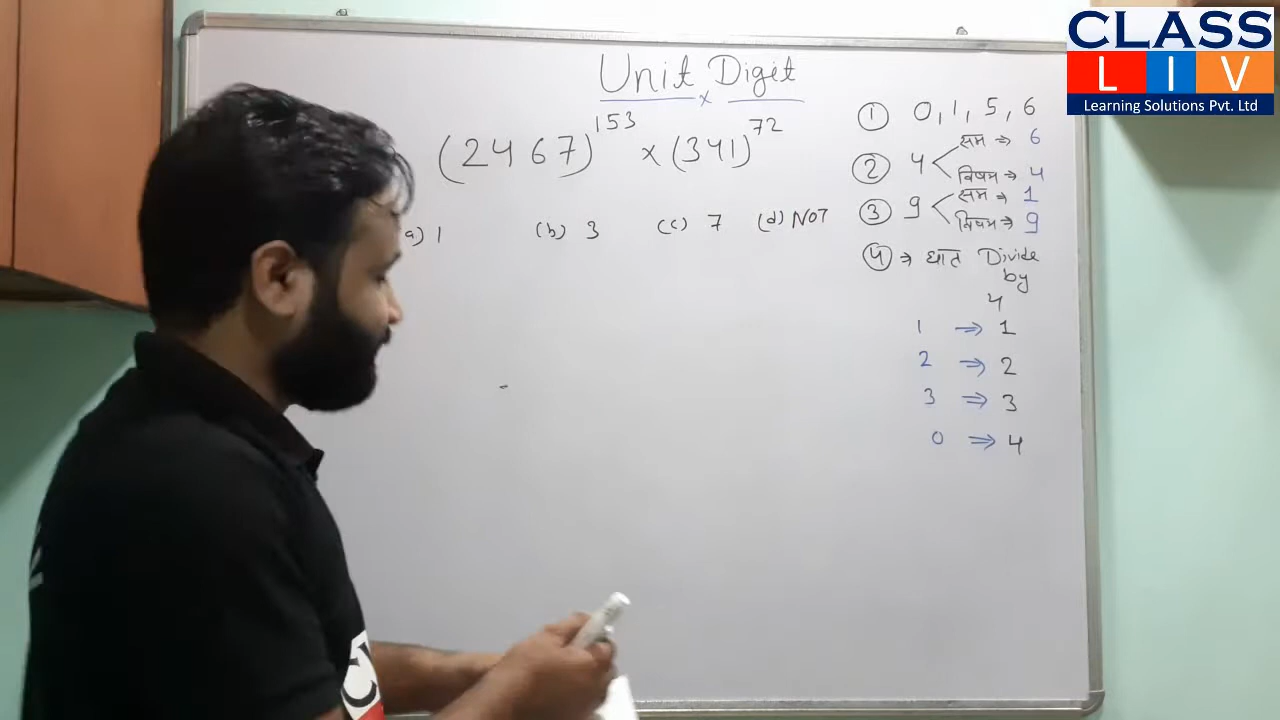 CLASS
LIV
Learning Solutions Pvt. Ltd
Unit Digit
x
(2467)^153 x (341)^72
(a) 1 (b) 3 (c) 7 (d) NOT
① 0, 1, 5, 6
② 4 सम ⇒ 6
विषम → 4
③ 9 सम → 1
विषम ⇒ 9
④ ⇒ घात Divide
by
4
1 ⇒ 1
2 ⇒ 2
3 ⇒ 3
0 ⇒ 4